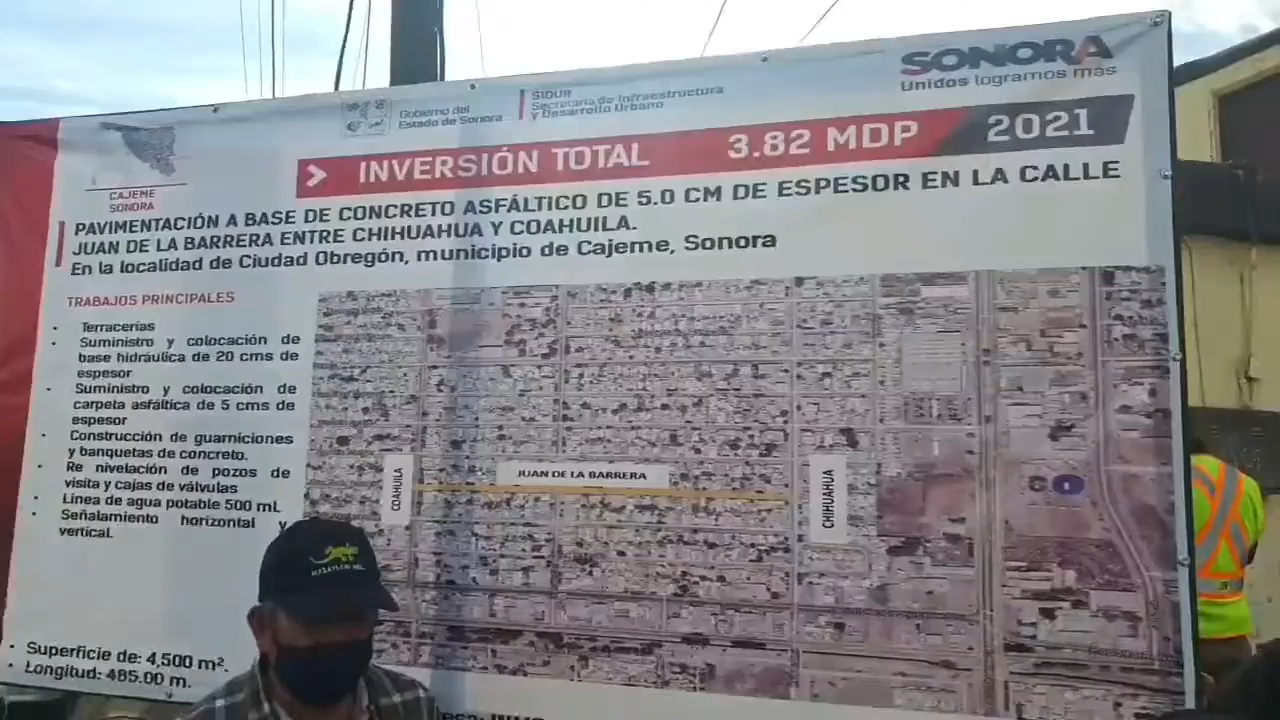 SONORA
Unidos logramos más
Gobierno del
Estado de Sonora
SIDUR
Secretaría de Infraestructura
y Desarrollo Urbano
CAJEME
SONORA
INVERSIÓN TOTAL 3.82 MDP 2021
PAVIMENTACIÓN A BASE DE CONCRETO ASFÁLTICO DE 5.0 CM DE ESPESOR EN LA CALLE
JUAN DE LA BARRERA ENTRE CHIHUAHUA Y COAHUILA.
En la localidad de Ciudad Obregón, municipio de Cajeme, Sonora
TRABAJOS PRINCIPALES
• Terracerías
• Suministro y colocación de
base hidráulica de 20 cms de
espesor
• Suministro y colocación de
carpeta asfáltica de 5 cms de
espesor
• Construcción de guarniciones
y banquetas de concreto.
• Re nivelación de pozos de
visita y cajas de válvulas
• Línea de agua potable 500 mL
• Señalamiento horizontal y
vertical.
COAHUILA
JUAN DE LA BARRERA
CHIHUAHUA
• Superficie de: 4,500 m².
• Longitud: 485.00 m.